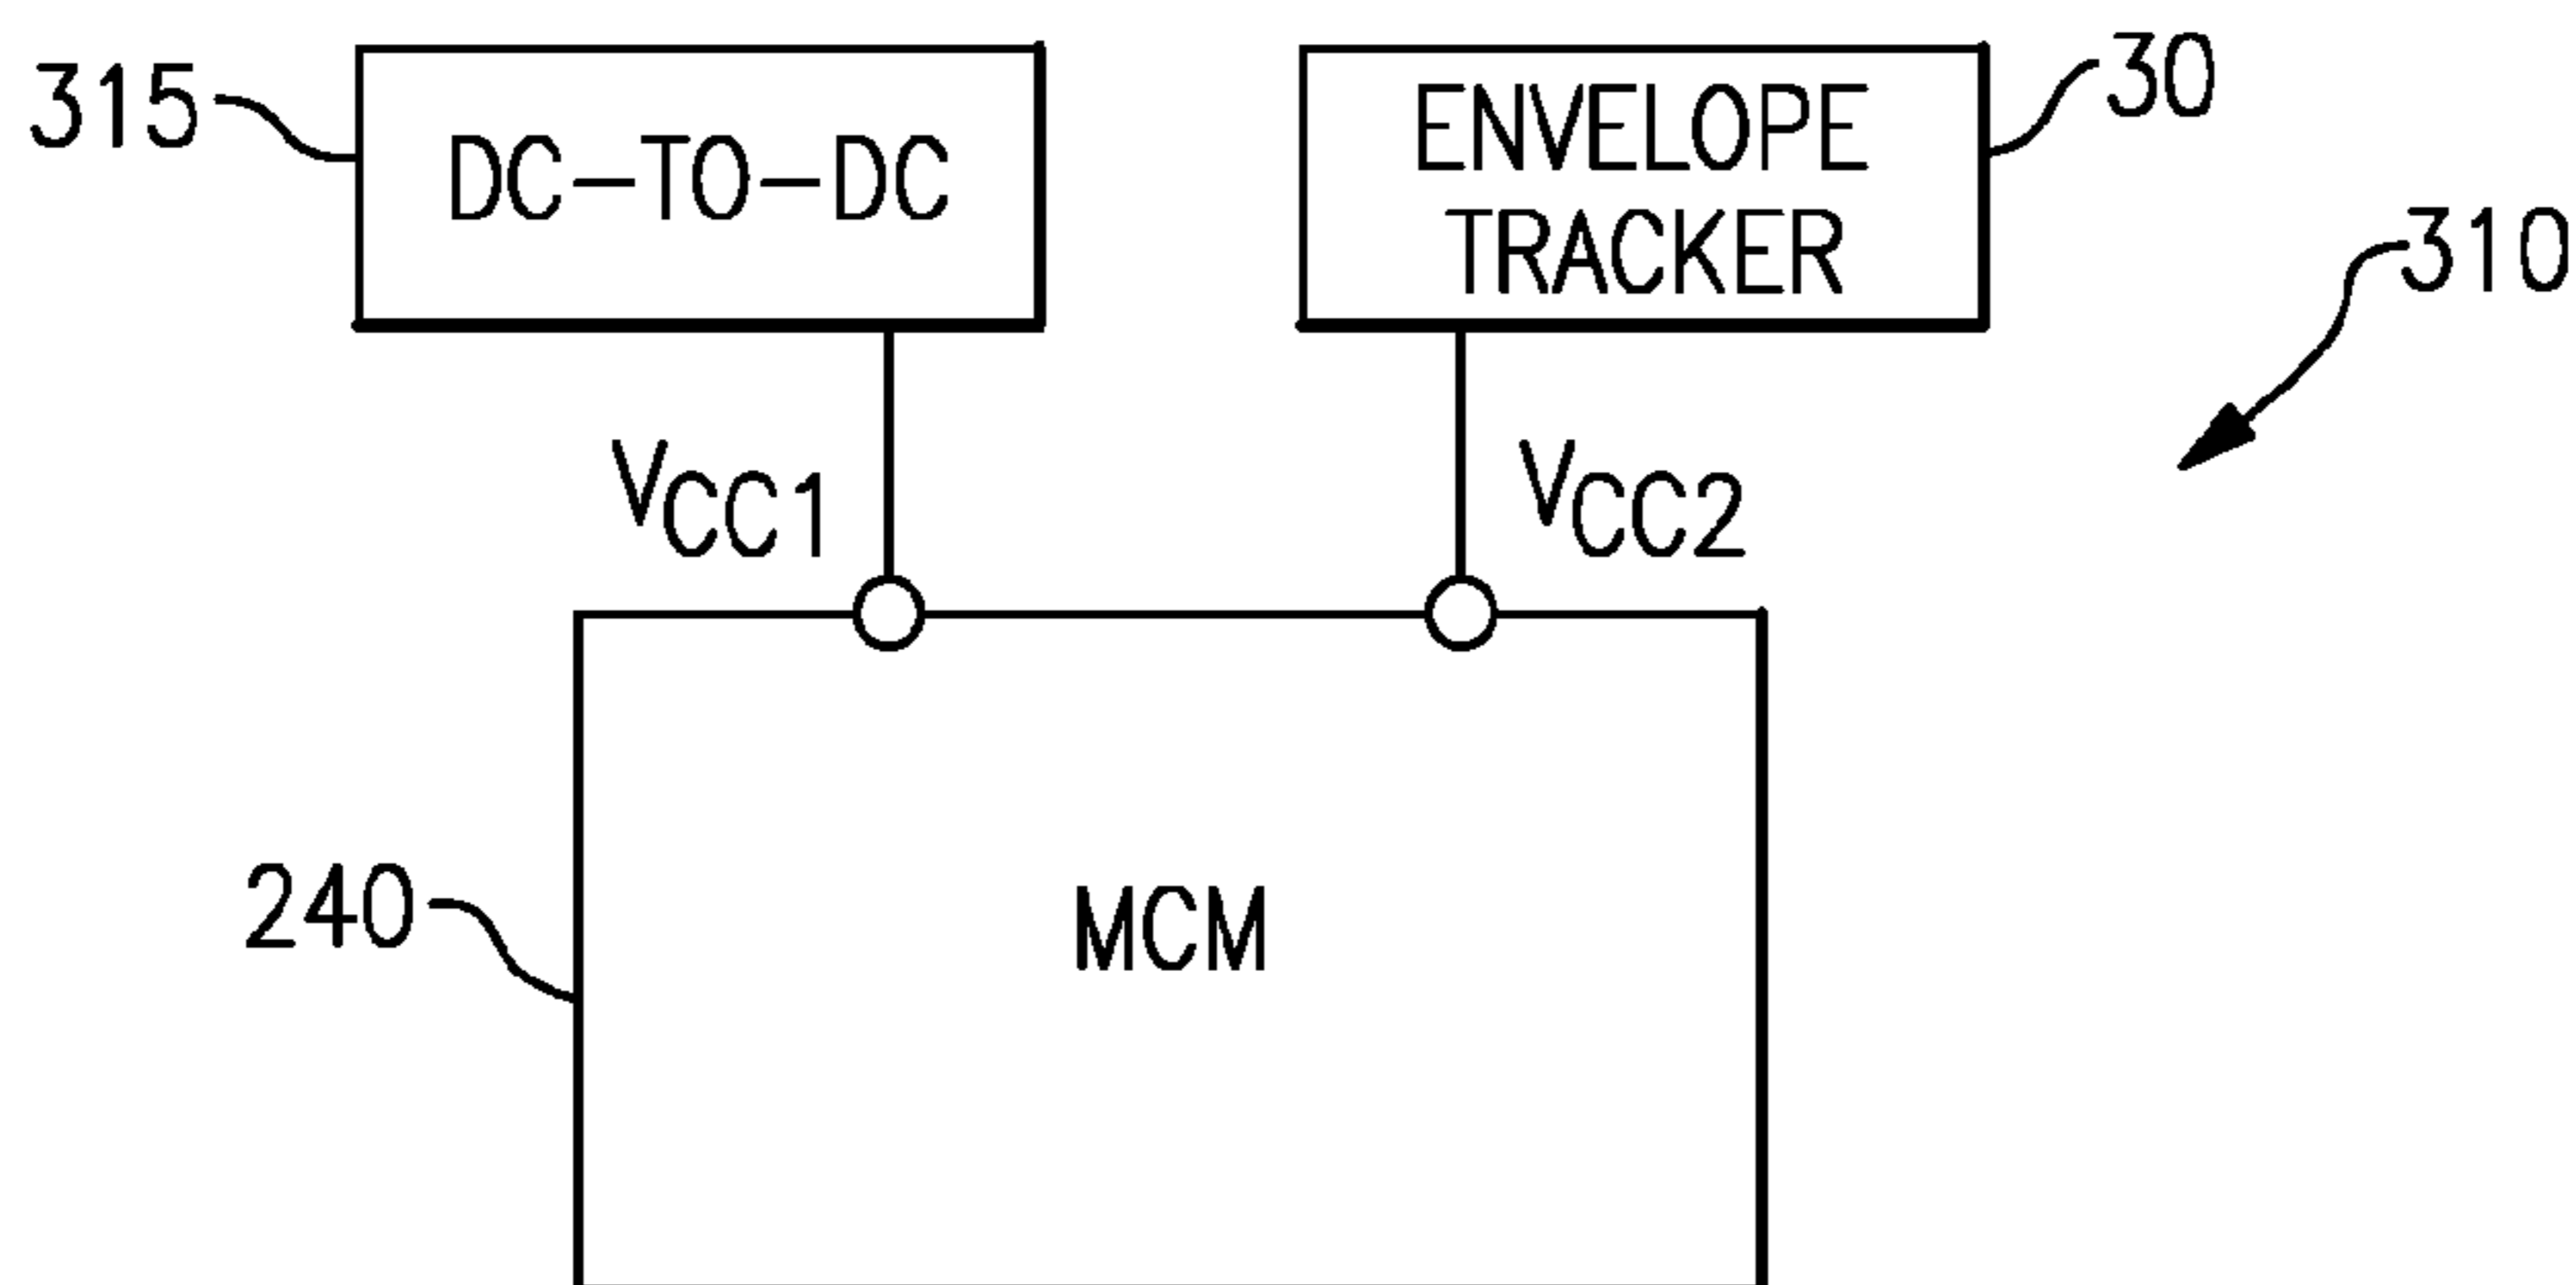 315
DC-TO-DC
ENVELOPE
TRACKER
30
310
VCC1
VCC2
240
MCM